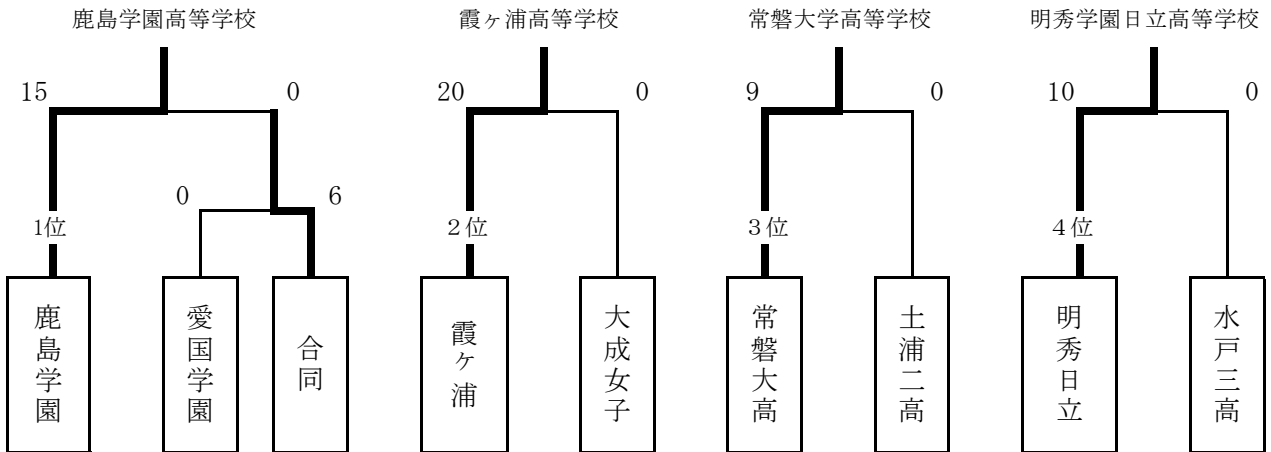 鹿島学園高等学校
霞ヶ浦高等学校
常磐大学高等学校
明秀学園日立高等学校
15
0
20
0
9
0
10
0
0
6
1位
２位
３位
４位
鹿島学園
愛国学園
合同
霞ヶ浦
大成女子
常磐大高
土浦二高
明秀日立
水戸三高